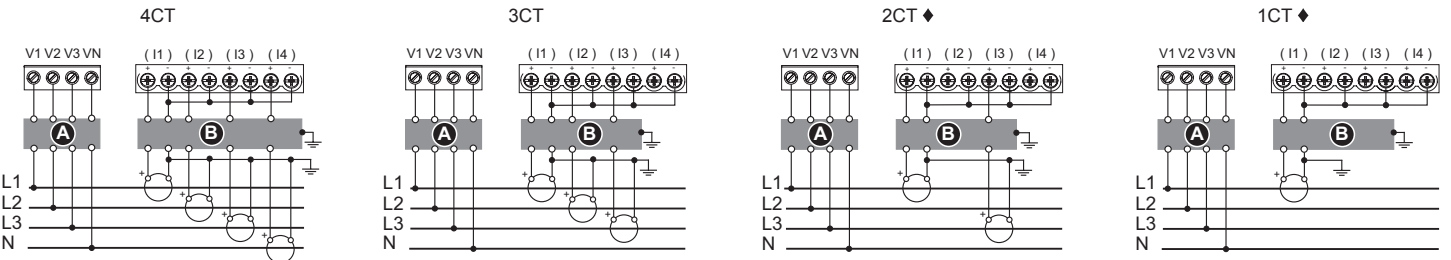 4CT 3CT 2CT ♦ 1CT ♦
V1 V2 V3 VN ( I1 ) ( I2 ) ( I3 ) ( I4 ) V1 V2 V3 VN ( I1 ) ( I2 ) ( I3 ) ( I4 ) V1 V2 V3 VN ( I1 ) ( I2 ) ( I3 ) ( I4 ) V1 V2 V3 VN ( I1 ) ( I2 ) ( I3 ) ( I4 )
+ - + - + - + - + - + - + - + - + - + - + - + - + - + - + - + -
A B A B A B A B
+ + + +
L1 L1 L1 L1
+ +
L2 L2 L2 L2
+ + +
L3 L3 L3 L3
+
N N N N